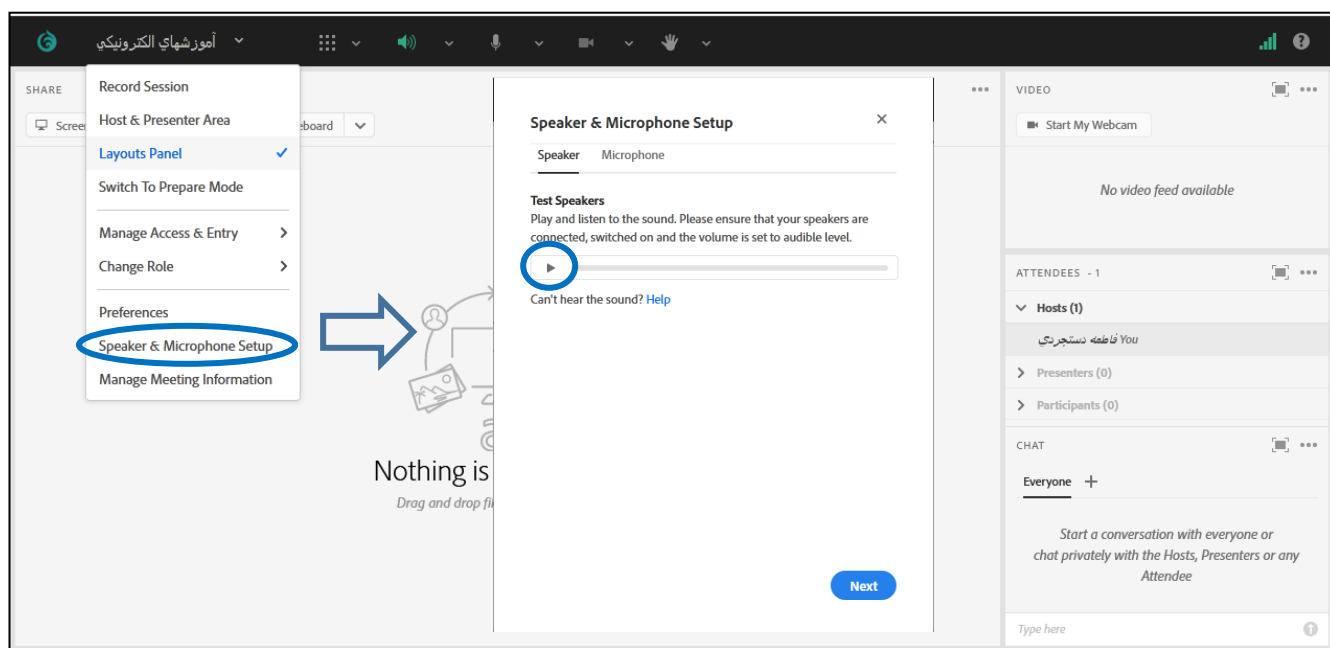 آموزشهاي الكترونيكي
Record Session
Host & Presenter Area
Layouts Panel
Switch To Prepare Mode
Manage Access & Entry
Change Role
Preferences
Speaker & Microphone Setup
Manage Meeting Information
SHARE
Scree
eboard
Nothing is
Drag and drop fil
Speaker & Microphone Setup
Speaker Microphone
Test Speakers
Play and listen to the sound. Please ensure that your speakers are
connected, switched on and the volume is set to audible level.
Can't hear the sound? Help
Next
VIDEO
Start My Webcam
No video feed available
ATTENDEES - 1
Hosts (1)
فاطمه دستجردي You
Presenters (0)
Participants (0)
CHAT
Everyone
Start a conversation with everyone or
chat privately with the Hosts, Presenters or any
Attendee
Type here